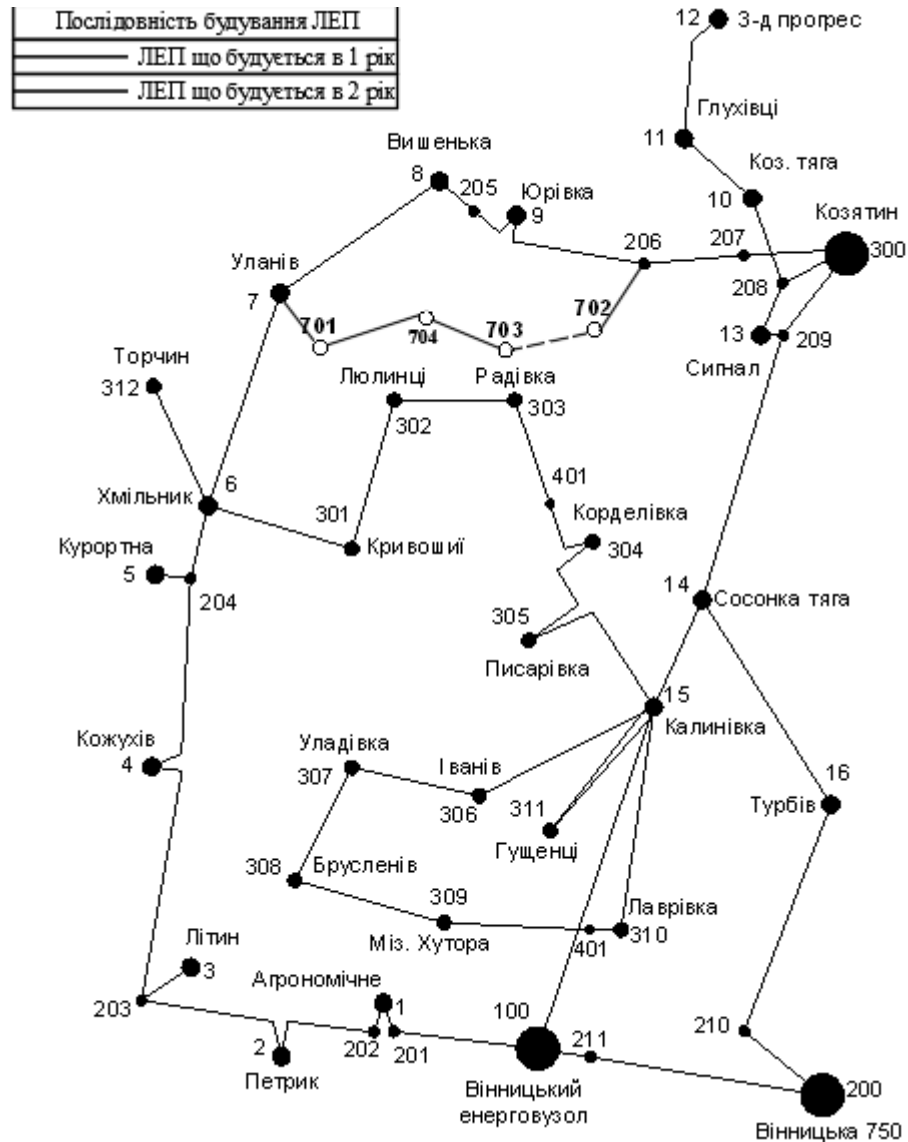 Послідовність будування ЛЕП
ЛЕП що будується в 1 рік
ЛЕП що будується в 2 рік
12 З-д прогрес
Глухівці
11
Коз. тяга
10
Вишенька
8
205
Юрівка
9
Козятин
300
206
207
208
Уланів
7
701
704
703
702
13
209
Сигнал
Торчин
312
Люлинці
302
Радівка
303
6
Хмільник
301
Кривошиї
401
Корделівка
304
Курортна
5
204
14
Сосонка тяга
305
Писарівка
15
Калинівка
Кожухів
4
Уладівка
307
Іванів
306
311
Гущенці
16
Турбів
308
Брусленів
309
Міз. Хутора
401
Лаврівка
310
Літин
3
203
Агрономічне
1
100
2
202
201
211
210
Петрик
Вінницький
енерговузол
200
Вінницька 750